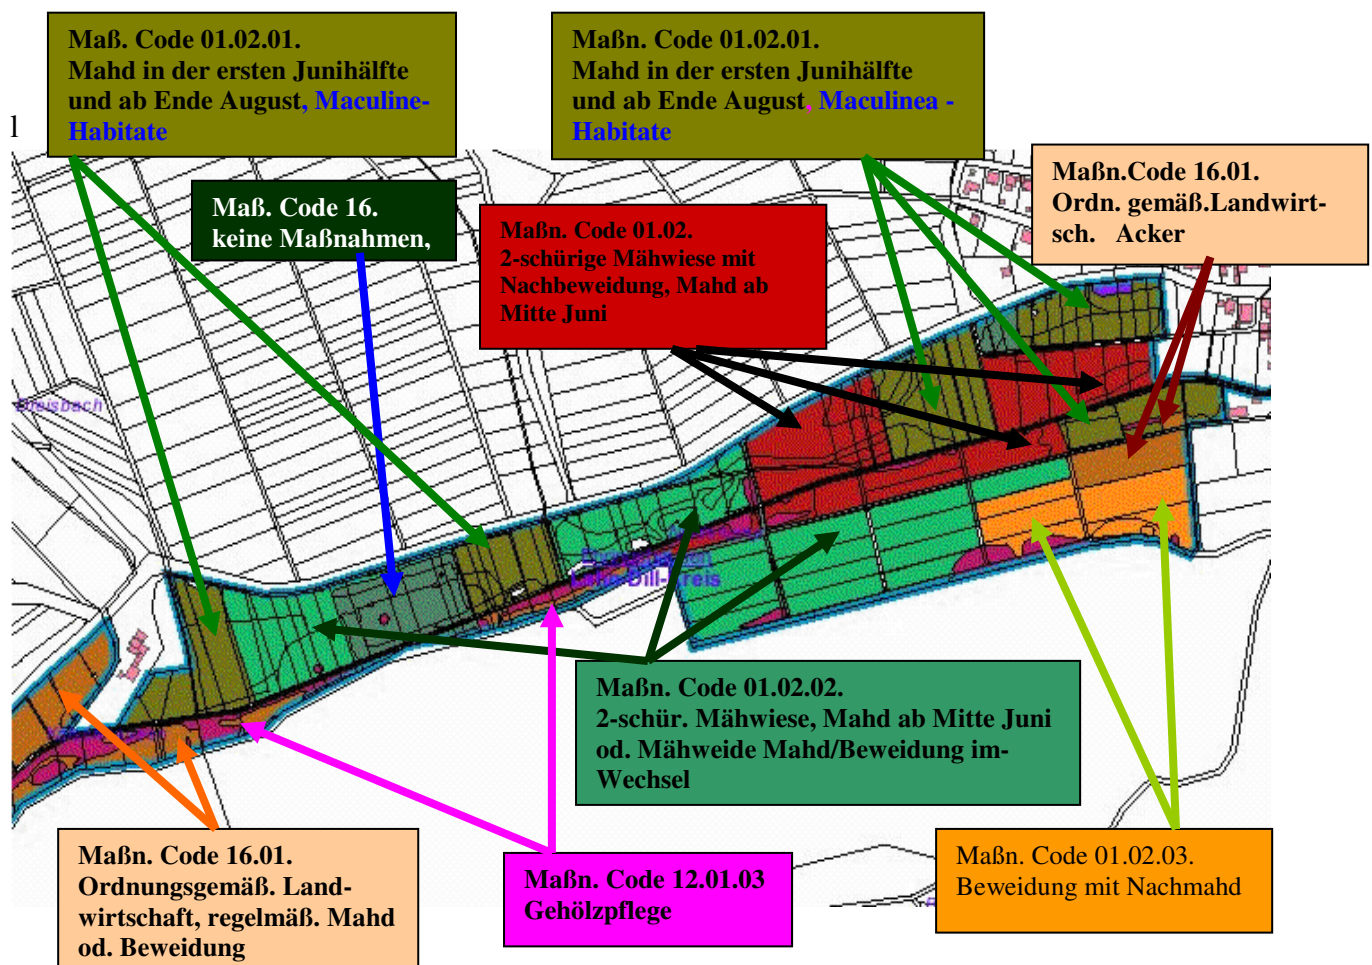 Maß. Code 01.02.01.
Mahd in der ersten Junihälfte
und ab Ende August, Maculine-
Habitate
Maßn. Code 01.02.01.
Mahd in der ersten Junihälfte
und ab Ende August, Maculinea -
Habitate
l
Maß. Code 16.
keine Maßnahmen,
Maßn. Code 01.02.
2-schürige Mähwiese mit
Nachbeweidung, Mahd ab
Mitte Juni
Maßn.Code 16.01.
Ordn. gemäß.Landwirt-
sch. Acker
Dreisbach
Lahn-Dill-Kreis
Maßn. Code 01.02.02.
2-schür. Mähwiese, Mahd ab Mitte Juni
od. Mähweide Mahd/Beweidung im-
Wechsel
Maßn. Code 16.01.
Ordnungsgemäß. Land-
wirtschaft, regelmäß. Mahd
od. Beweidung
Maßn. Code 12.01.03
Gehölzpflege
Maßn. Code 01.02.03.
Beweidung mit Nachmahd